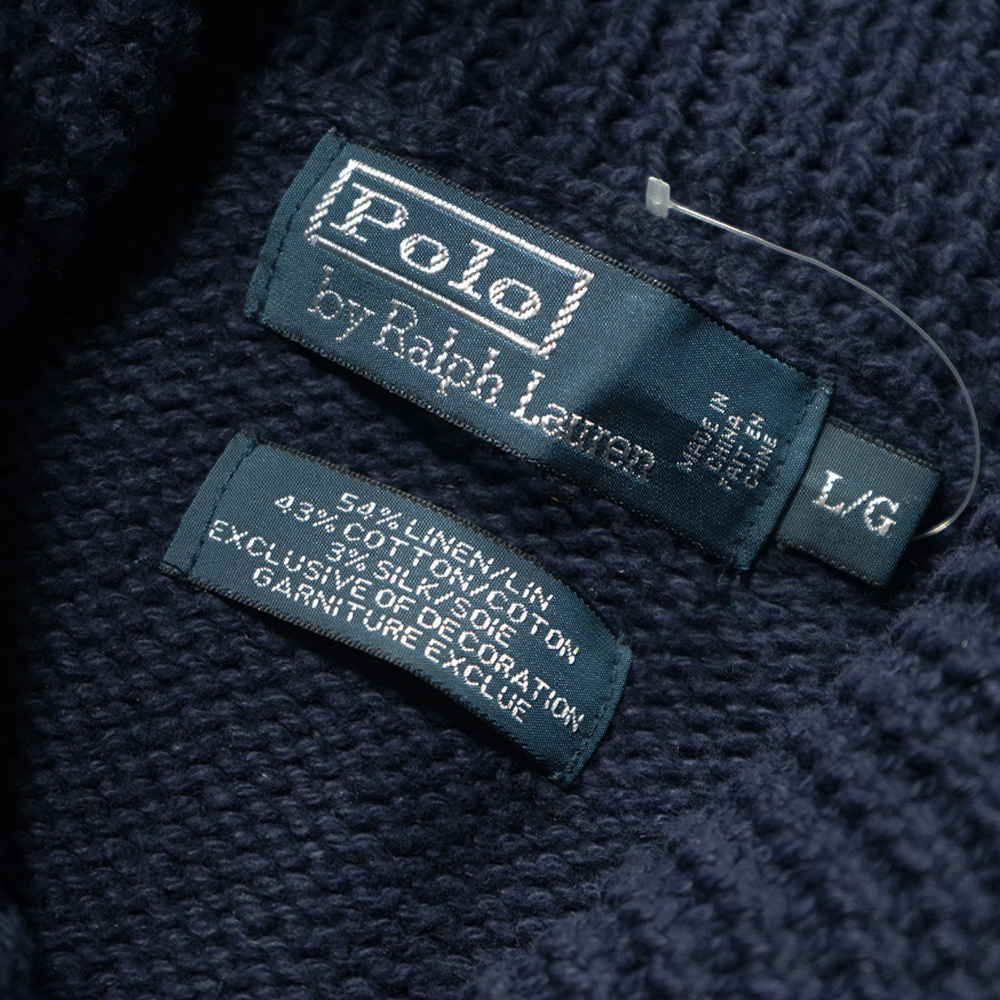 Polo
by Ralph Lauren
MADE IN
CHINA
FAIT EN
CHINE
L/G
54% LINEN/LIN
43% COTTON/COTON
3% SILK/SOIE
EXCLUSIVE OF DECORATION
GARNITURE EXCLUE